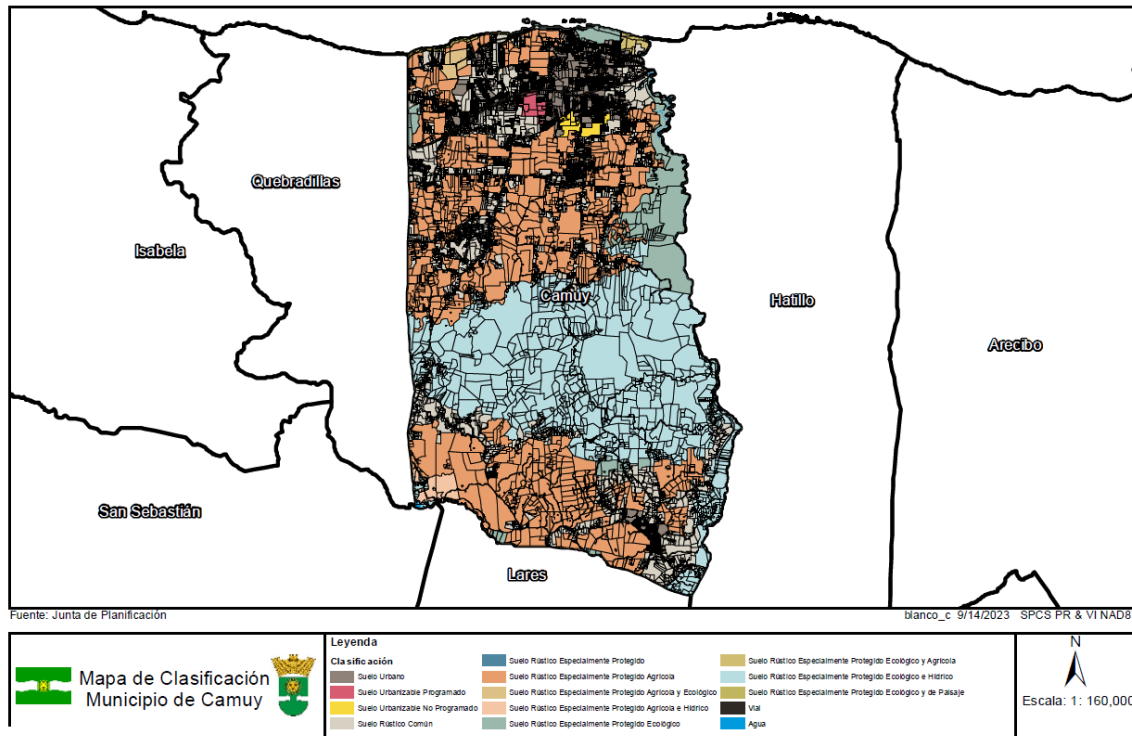 Quebradillas
Isabela
Camuy
Hatillo
Arecibo
San Sebastián
Lares
Fuente: Junta de Planificación
blanco_c 9/14/2023 SPCS PR & VI NAD8
Mapa de Clasificación
Municipio de Camuy
Leyenda
Clasificación
Suelo Urbano
Suelo Urbanizable Programado
Suelo Urbanizable No Programado
Suelo Rústico Común
Suelo Rústico Especialmente Protegido
Suelo Rústico Especialmente Protegido Agrícola
Suelo Rústico Especialmente Protegido Agrícola y Ecológico
Suelo Rústico Especialmente Protegido Agrícola e Hídrico
Suelo Rústico Especialmente Protegido Ecológico
Suelo Rústico Especialmente Protegido Ecológico y Agrícola
Suelo Rústico Especialmente Protegido Ecológico e Hídrico
Suelo Rústico Especialmente Protegido Ecológico y de Paisaje
Vial
Agua
N
Escala: 1: 160,000